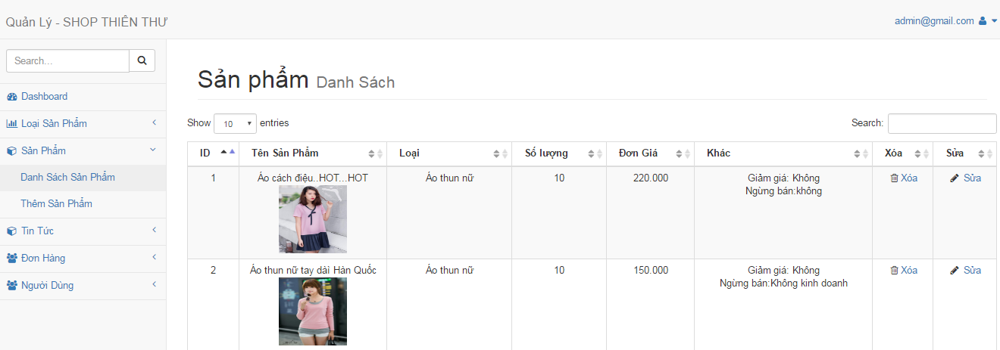 Quản Lý - SHOP THIÊN THƯ
admin@gmail.com
Search...
Dashboard
Loại Sản Phẩm
Sản Phẩm
Danh Sách Sản Phẩm
Thêm Sản Phẩm
Tin Tức
Đơn Hàng
Người Dùng
Sản phẩm Danh Sách
Show 10 entries
Search:
ID Tên Sản Phẩm Loại Số lượng Đơn Giá Khác Xóa Sửa
1 Áo cách điệu..HOT...HOT Áo thun nữ 10 220.000 Giảm giá: Không Xóa Sửa
Ngừng bán:không
2 Áo thun nữ tay dài Hàn Quốc Áo thun nữ 10 150.000 Giảm giá: Không Xóa Sửa
Ngừng bán:Không kinh doanh